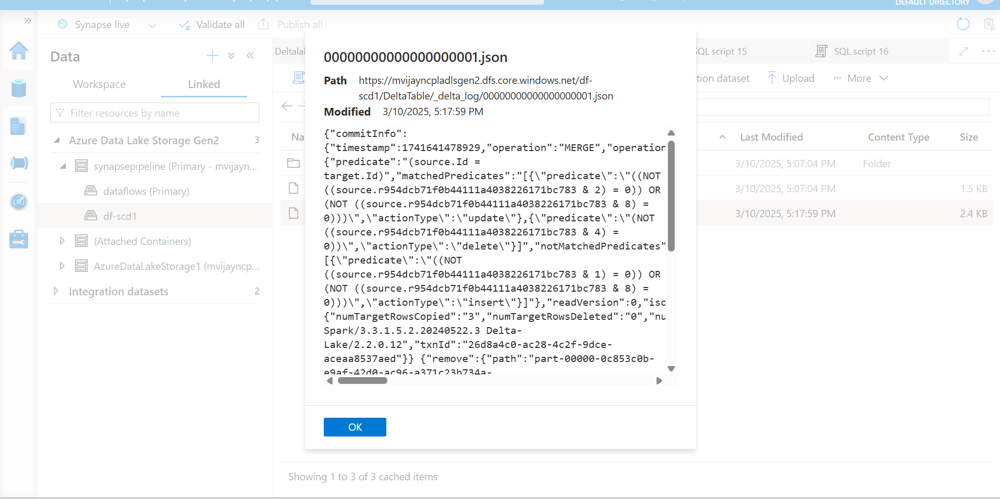 DEFAULT DIRECTORY
Synapse live
Validate all
Publish all
Data
Workspace
Linked
Filter resources by name
Azure Data Lake Storage Gen2
3
synapsepipeline (Primary - mvijayn...
dataflows (Primary)
df-scd1
(Attached Containers)
AzureDataLakeStorage1 (mvijayncp...
Integration datasets
2
SQL script 15
SQL script 16
tion dataset
Upload
More
Last Modified
Content Type
Size
3/10/2025, 5:07:04 PM
Folder
3/10/2025, 5:07:04 PM
1.5 KB
3/10/2025, 5:17:59 PM
2.4 KB
Showing 1 to 3 of 3 cached items
00000000000000000001.json
Path https://mvijayncpladlsgen2.dfs.core.windows.net/df-
scd1/DeltaTable/_delta_log/00000000000000000001.json
Modified 3/10/2025, 5:17:59 PM
{"commitInfo":
{"timestamp":1741641478929,"operation":"MERGE","operation
{"predicate":"(source.Id =
target.Id)","matchedPredicates":"[{\"predicate\":\"((NOT
((source.r954dcb71f0b44111a4038226171bc783 & 2) = 0)) OR
(NOT ((source.r954dcb71f0b44111a4038226171bc783 & 8) =
0)))\",\"actionType\":\"update\"},{\"predicate\":\"(NOT
((source.r954dcb71f0b44111a4038226171bc783 & 4) =
0))\",\"actionType\":\"delete\"}]","notMatchedPredicates"
[{\"predicate\":\"((NOT
((source.r954dcb71f0b44111a4038226171bc783 & 1) = 0)) OR
(NOT ((source.r954dcb71f0b44111a4038226171bc783 & 8) =
0)))\",\"actionType\":\"insert\"}]"},"readVersion":0,"iso
{"numTargetRowsCopied":"3","numTargetRowsDeleted":"0","nu
Spark/3.3.1.5.2.20240522.3 Delta-
Lake/2.2.0.12","txnId":"26d8a4c0-ac28-4c2f-9dce-
aceaa8537aed"}} {"remove":{"path":"part-00000-0c853c0b-
e9af-42d0-ac96-a371c23b734a-
OK